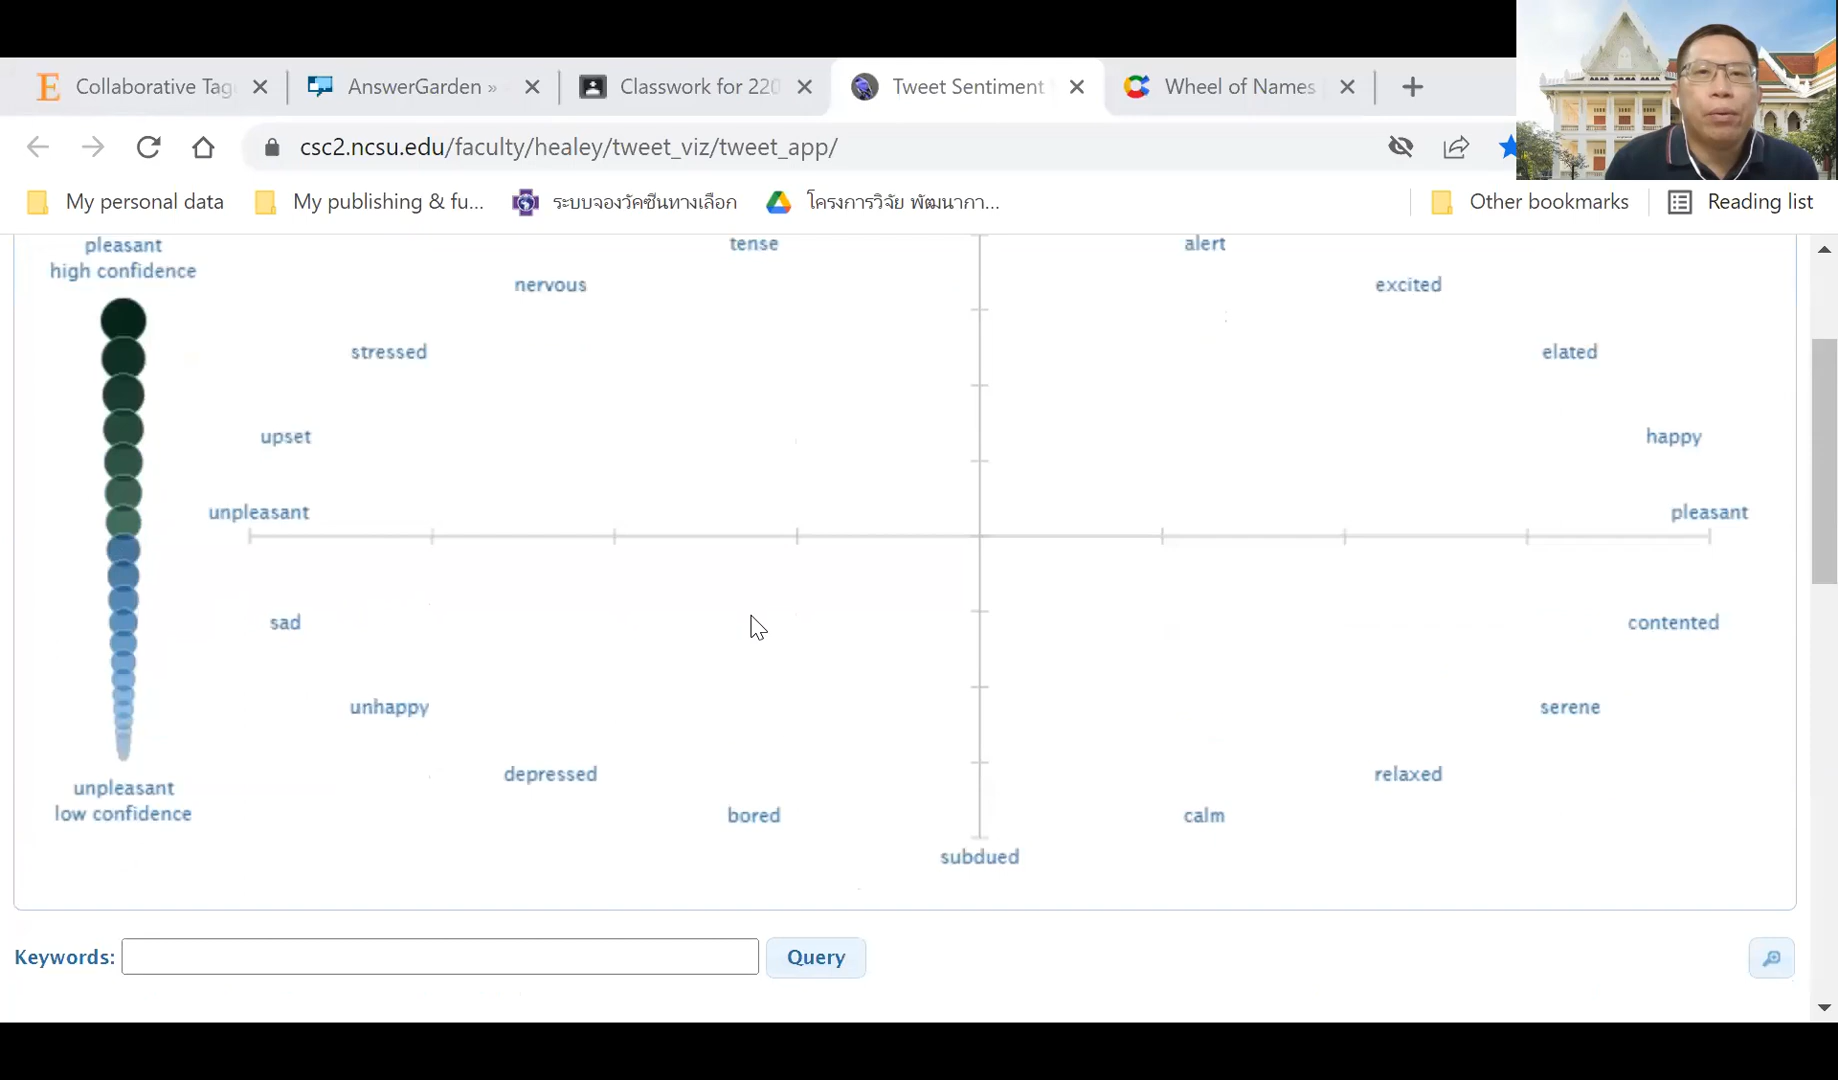 Collaborative Tag
AnswerGarden »
Classwork for 220
Tweet Sentiment
Wheel of Names
csc2.ncsu.edu/faculty/healey/tweet_viz/tweet_app/
My personal data
My publishing & fu...
ระบบจองวัคซีนทางเลือก
โครงการวิจัย พัฒนากา...
Other bookmarks
Reading list
pleasant
high confidence
tense
alert
nervous
excited
stressed
elated
upset
happy
unpleasant
pleasant
sad
contented
unhappy
serene
depressed
relaxed
unpleasant
low confidence
bored
calm
subdued
Keywords:
Query